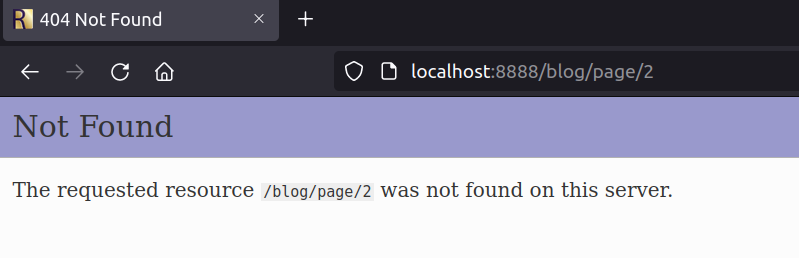 404 Not Found
localhost:8888/blog/page/2
Not Found
The requested resource /blog/page/2 was not found on this server.